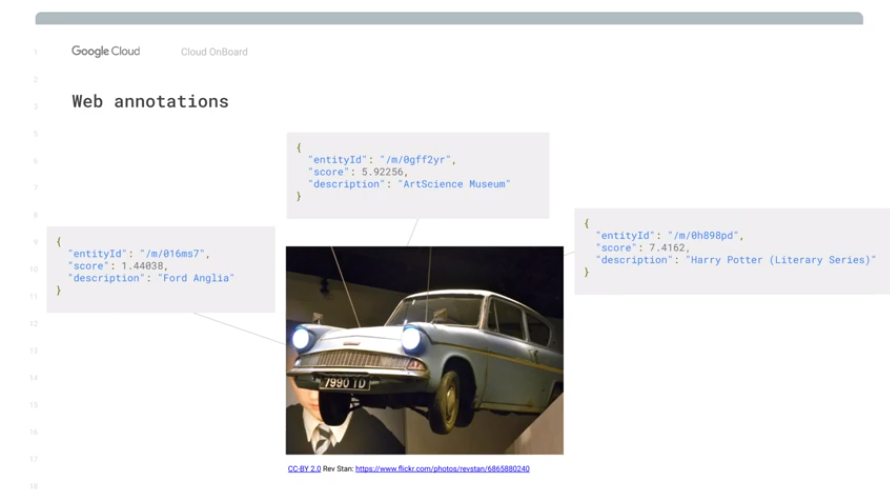 1
Google Cloud Cloud OnBoard
2
3
Web annotations
5
6
7
8
9
10
11
12
13
14
15
16
17
18
{
"entityId": "/m/0gff2yr",
"score": 5.92256,
"description": "ArtScience Museum"
}
{
"entityId": "/m/016ms7",
"score": 1.44038,
"description": "Ford Anglia"
}
{
"entityId": "/m/0h898pd",
"score": 7.4162,
"description": "Harry Potter (Literary Series)"
}
7990 TD
CC-BY 2.0 Rev Stan: https://www.flickr.com/photos/revstan/6865880240